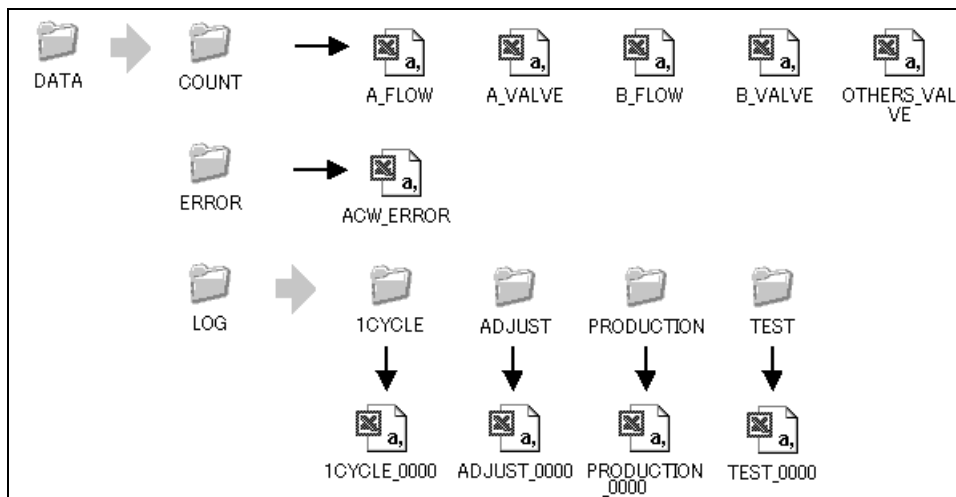 DATA
COUNT
A_FLOW
A_VALVE
B_FLOW
B_VALVE
OTHERS_VAL
VE
ERROR
ACW_ERROR
LOG
1CYCLE
ADJUST
PRODUCTION
TEST
1CYCLE_0000
ADJUST_0000
PRODUCTION
_0000
TEST_0000